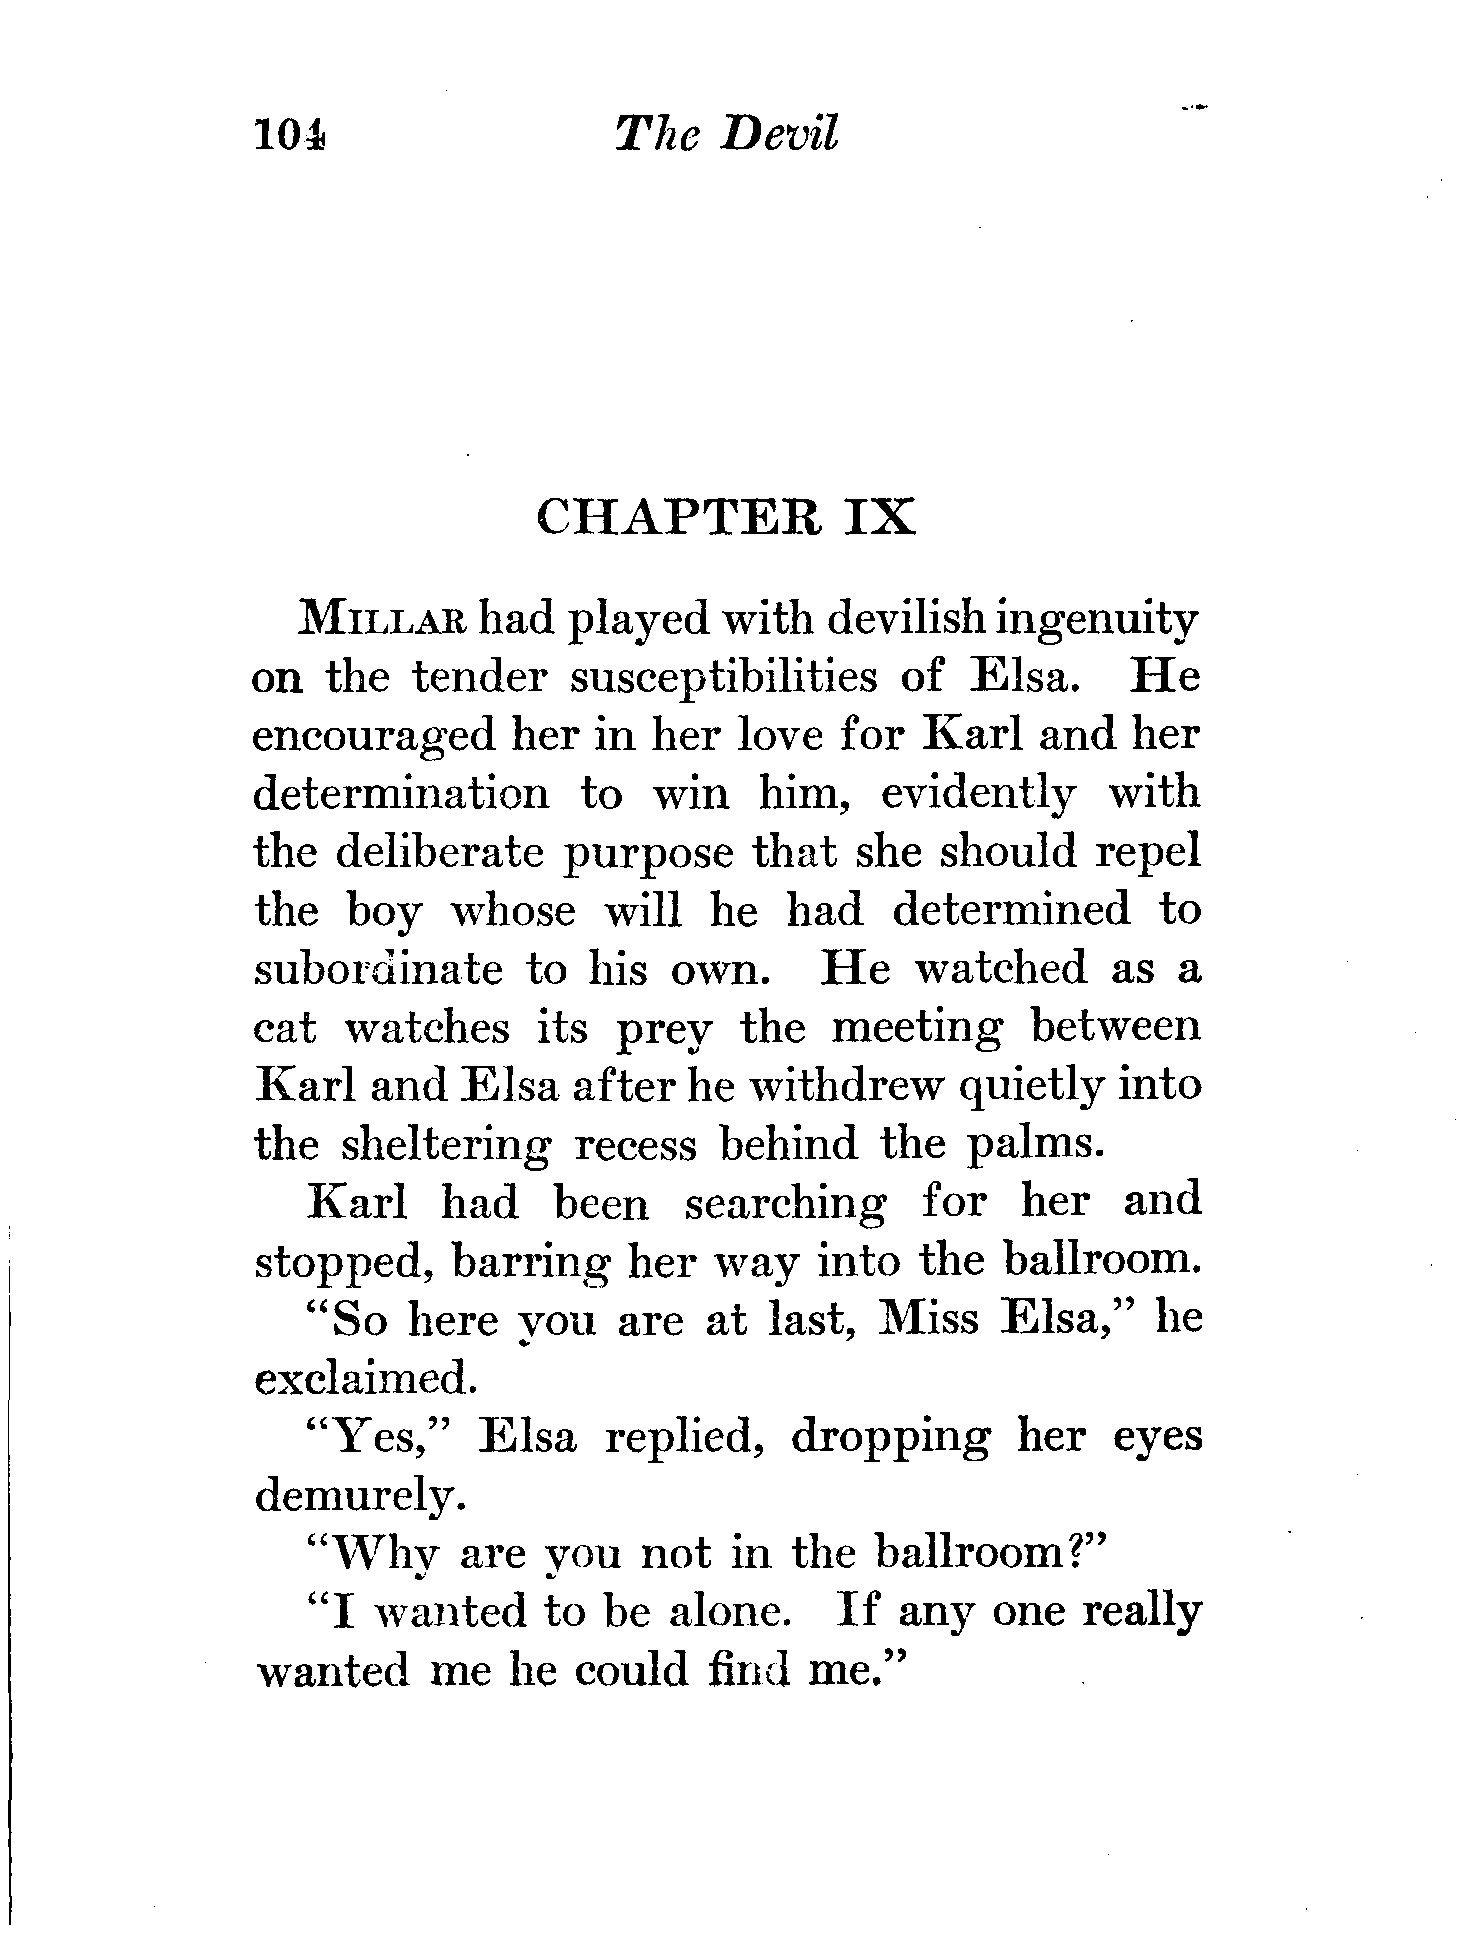 104 The Devil
CHAPTER IX
MILLAR had played with devilish ingenuity
on the tender susceptibilities of Elsa. He
encouraged her in her love for Karl and her
determination to win him, evidently with
the deliberate purpose that she should repel
the boy whose will he had determined to
subordinate to his own. He watched as a
cat watches its prey the meeting between
Karl and Elsa after he withdrew quietly into
the sheltering recess behind the palms.
Karl had been searching for her and
stopped, barring her way into the ballroom.
“So here you are at last, Miss Elsa,” he
exclaimed.
“Yes,” Elsa replied, dropping her eyes
demurely.
“Why are you not in the ballroom?”
“I wanted to be alone. If any one really
wanted me he could find me.”